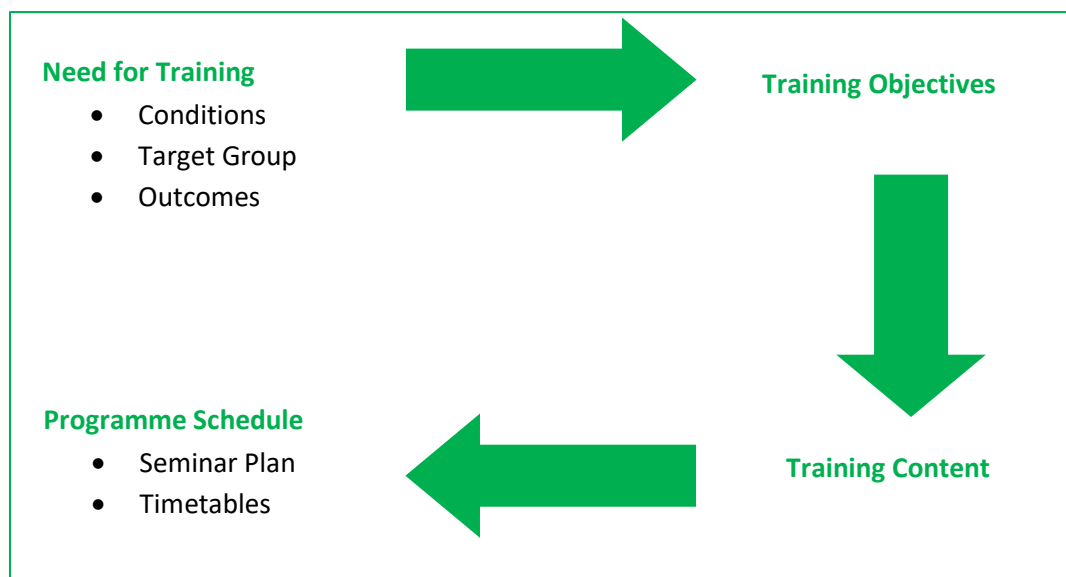 Need for Training
• Conditions
• Target Group
• Outcomes
Training Objectives
Training Content
Programme Schedule
• Seminar Plan
• Timetables